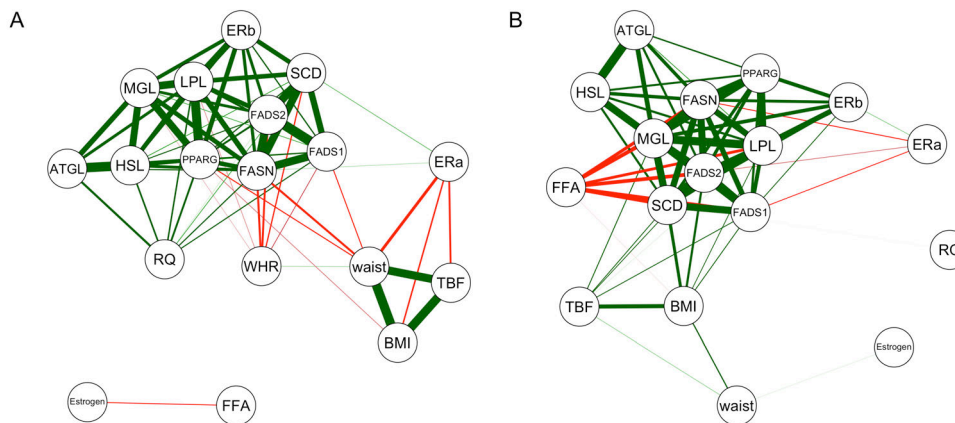 A
ERb
SCD
LPL
MGL
FADS2
FADS1
PPARG
ERa
ATGL
HSL
FASN
RQ
WHR
waist
TBF
BMI
Estrogen
FFA
B
ATGL
PPARG
HSL
FASN
ERb
MGL
LPL
ERa
FADS2
FFA
SCD
FADS1
RQ
TBF
BMI
Estrogen
waist